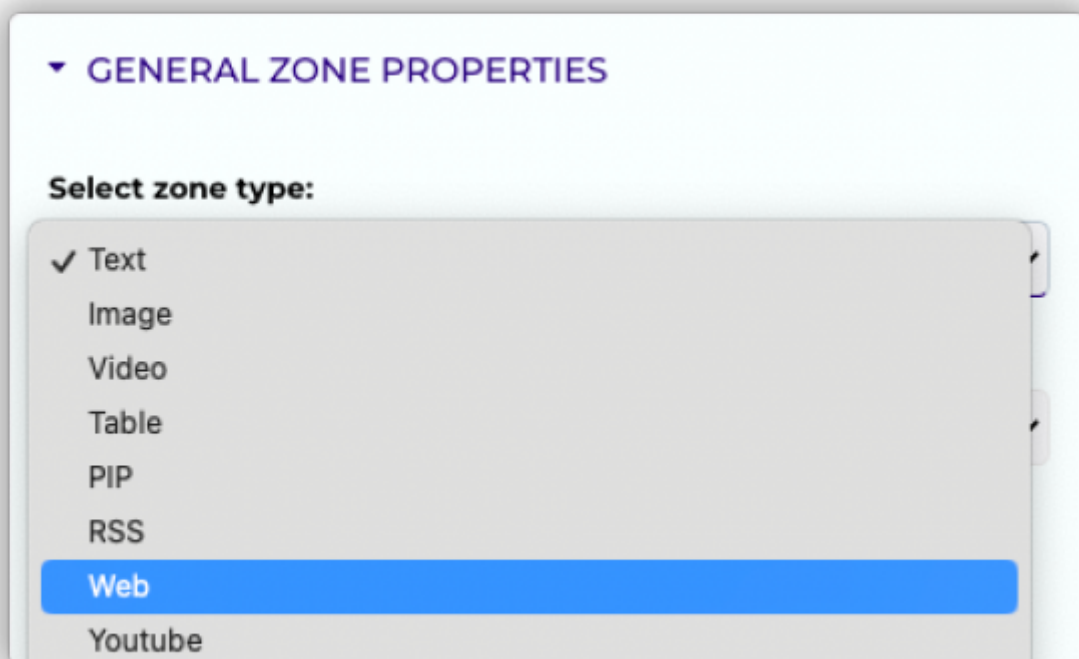 GENERAL ZONE PROPERTIES
Select zone type:
Text
Image
Video
Table
PIP
RSS
Web
Youtube